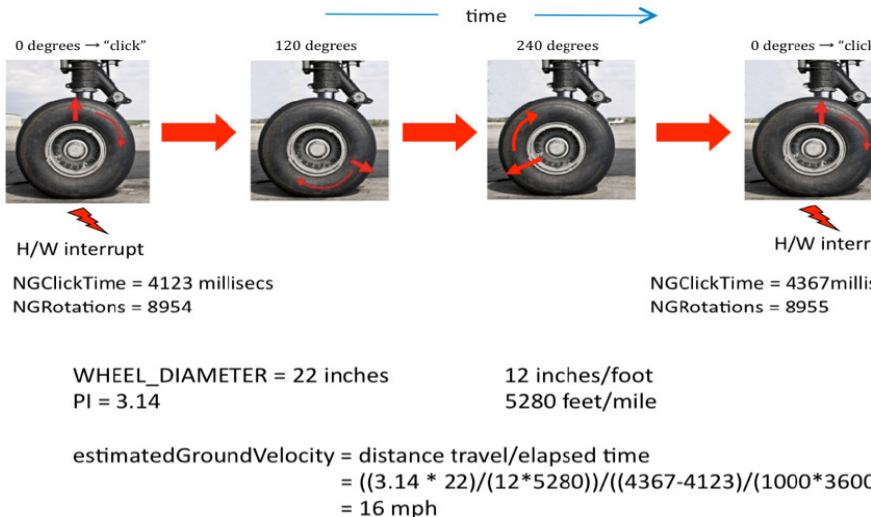 time
0 degrees → “click”
120 degrees
240 degrees
0 degrees → “click
H/W interrupt
H/W interr
NGClickTime = 4123 millisecs
NGRotations = 8954
NGClickTime = 4367millis
NGRotations = 8955
WHEEL_DIAMETER = 22 inches
12 inches/foot
PI = 3.14
5280 feet/mile
estimatedGroundVelocity = distance travel/elapsed time
= ((3.14 * 22)/(12*5280))/((4367-4123)/(1000*3600
= 16 mph